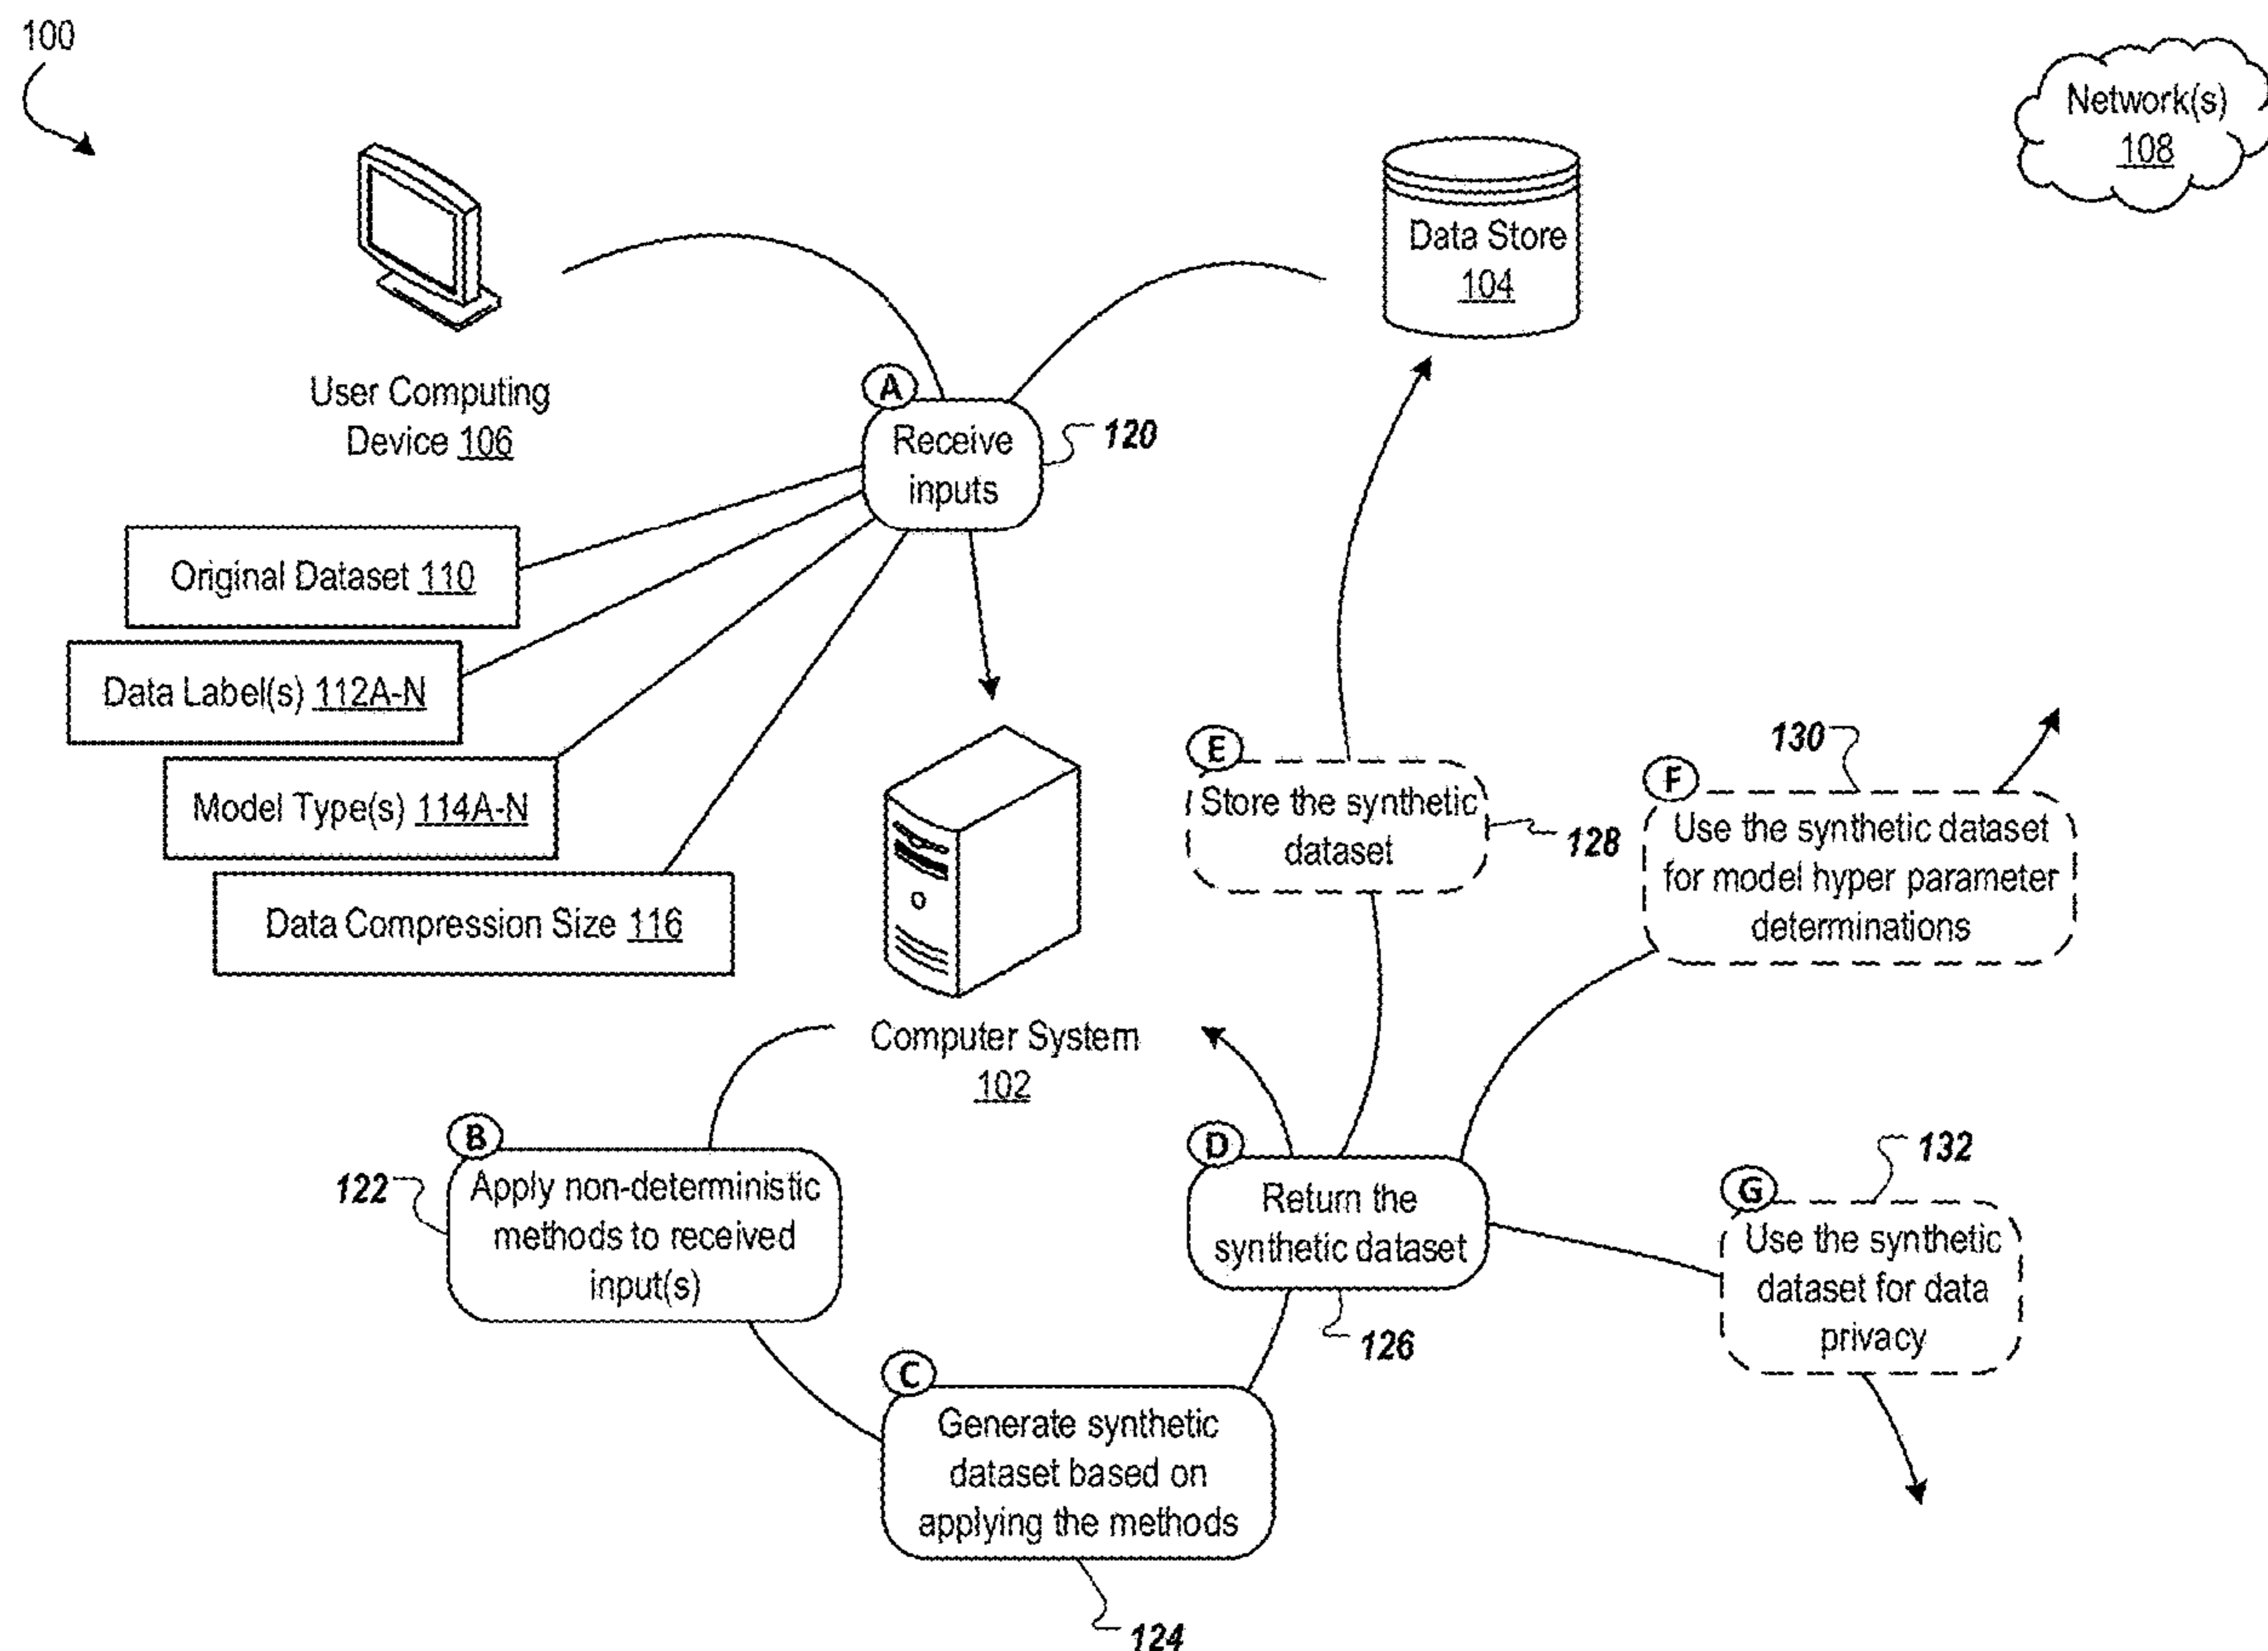 100
Network(s)
108
Data Store
104
User Computing
Device 106
A
Receive
inputs
120
Original Dataset 110
Data Label(s) 112A-N
Model Type(s) 114A-N
Data Compression Size 116
Computer System
102
E
Store the synthetic
dataset
128
130
F
Use the synthetic dataset
for model hyper parameter
determinations
B
122
Apply non-deterministic
methods to received
input(s)
D
Return the
synthetic dataset
126
132
G
Use the synthetic
dataset for data
privacy
C
Generate synthetic
dataset based on
applying the methods
124